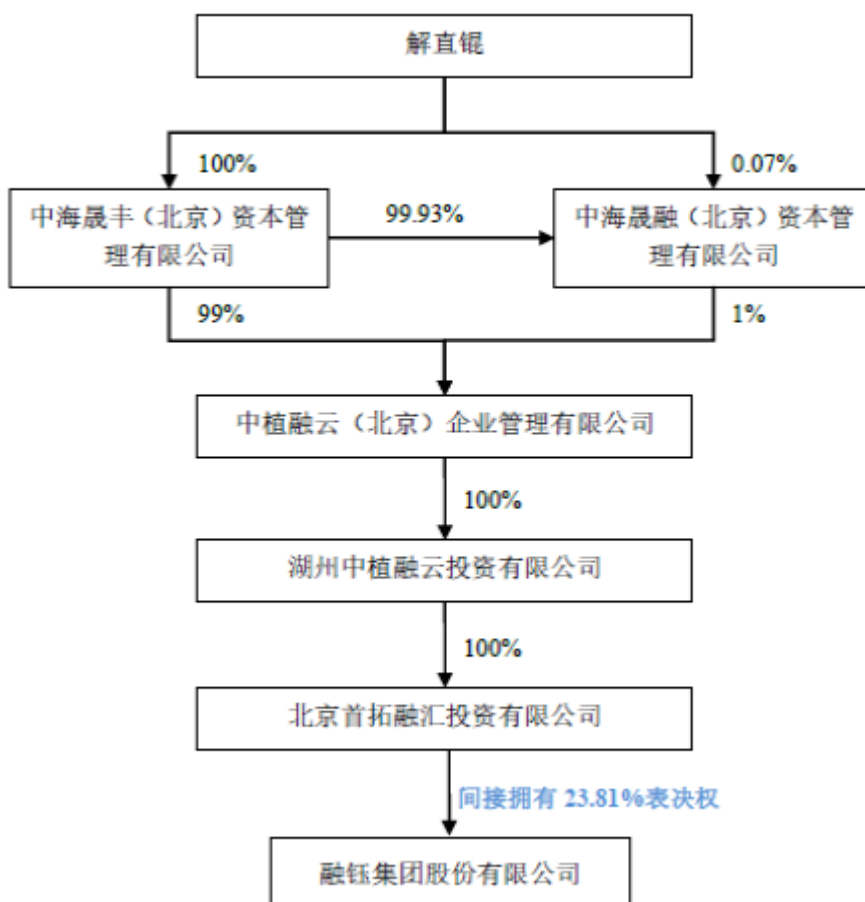 解直锟
100%
0.07%
中海晟丰（北京）资本管
理有限公司
99.93%
中海晟融（北京）资本管
理有限公司
99%
1%
中植融云（北京）企业管理有限公司
100%
湖州中植融云投资有限公司
100%
北京首拓融汇投资有限公司
间接拥有 23.81%表决权
融钰集团股份有限公司